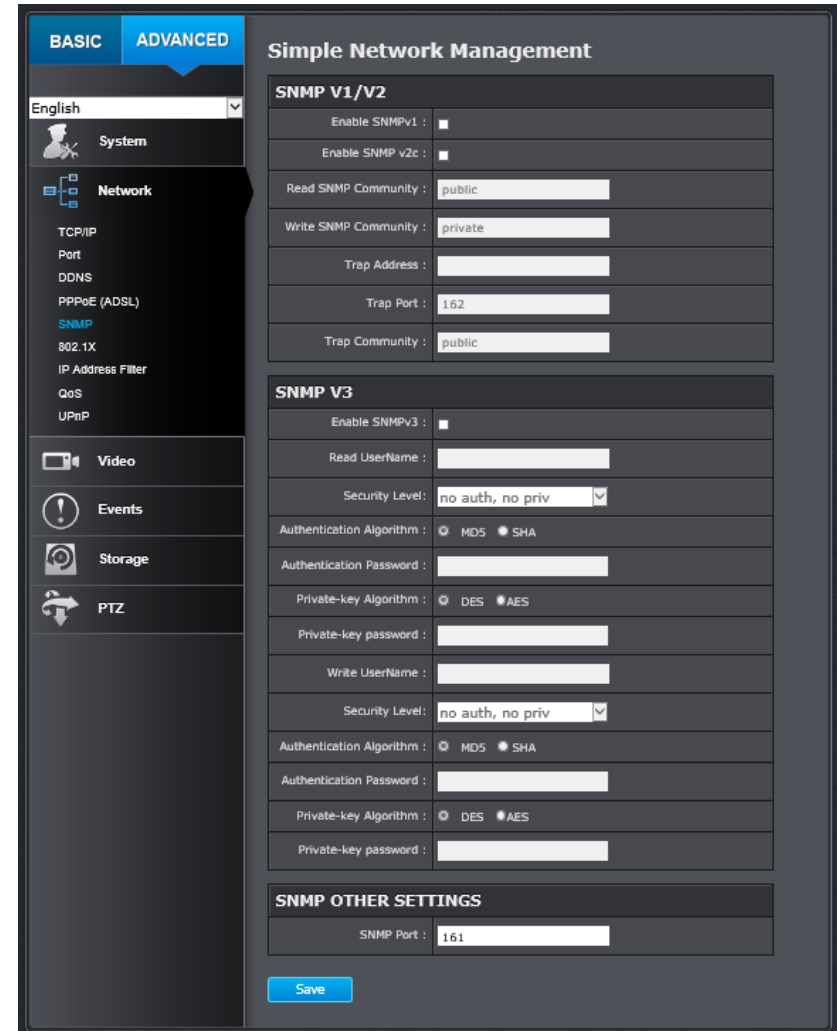 BASIC
ADVANCED
English
System
Network
TCP/IP
Port
DDNS
PPPoE (ADSL)
SNMP
802.1X
IP Address Filter
QoS
UPnP
Video
Events
Storage
PTZ
Simple Network Management
SNMP V1/V2
Enable SNMPv1 :
Enable SNMP v2c :
Read SNMP Community : public
Write SNMP Community : private
Trap Address :
Trap Port : 162
Trap Community : public
SNMP V3
Enable SNMPv3 :
Read UserName :
Security Level: no auth, no priv
Authentication Algorithm : MD5 SHA
Authentication Password :
Private-key Algorithm : DES AES
Private-key password :
Write UserName :
Security Level: no auth, no priv
Authentication Algorithm : MD5 SHA
Authentication Password :
Private-key Algorithm : DES AES
Private-key password :
SNMP OTHER SETTINGS
SNMP Port : 161
Save